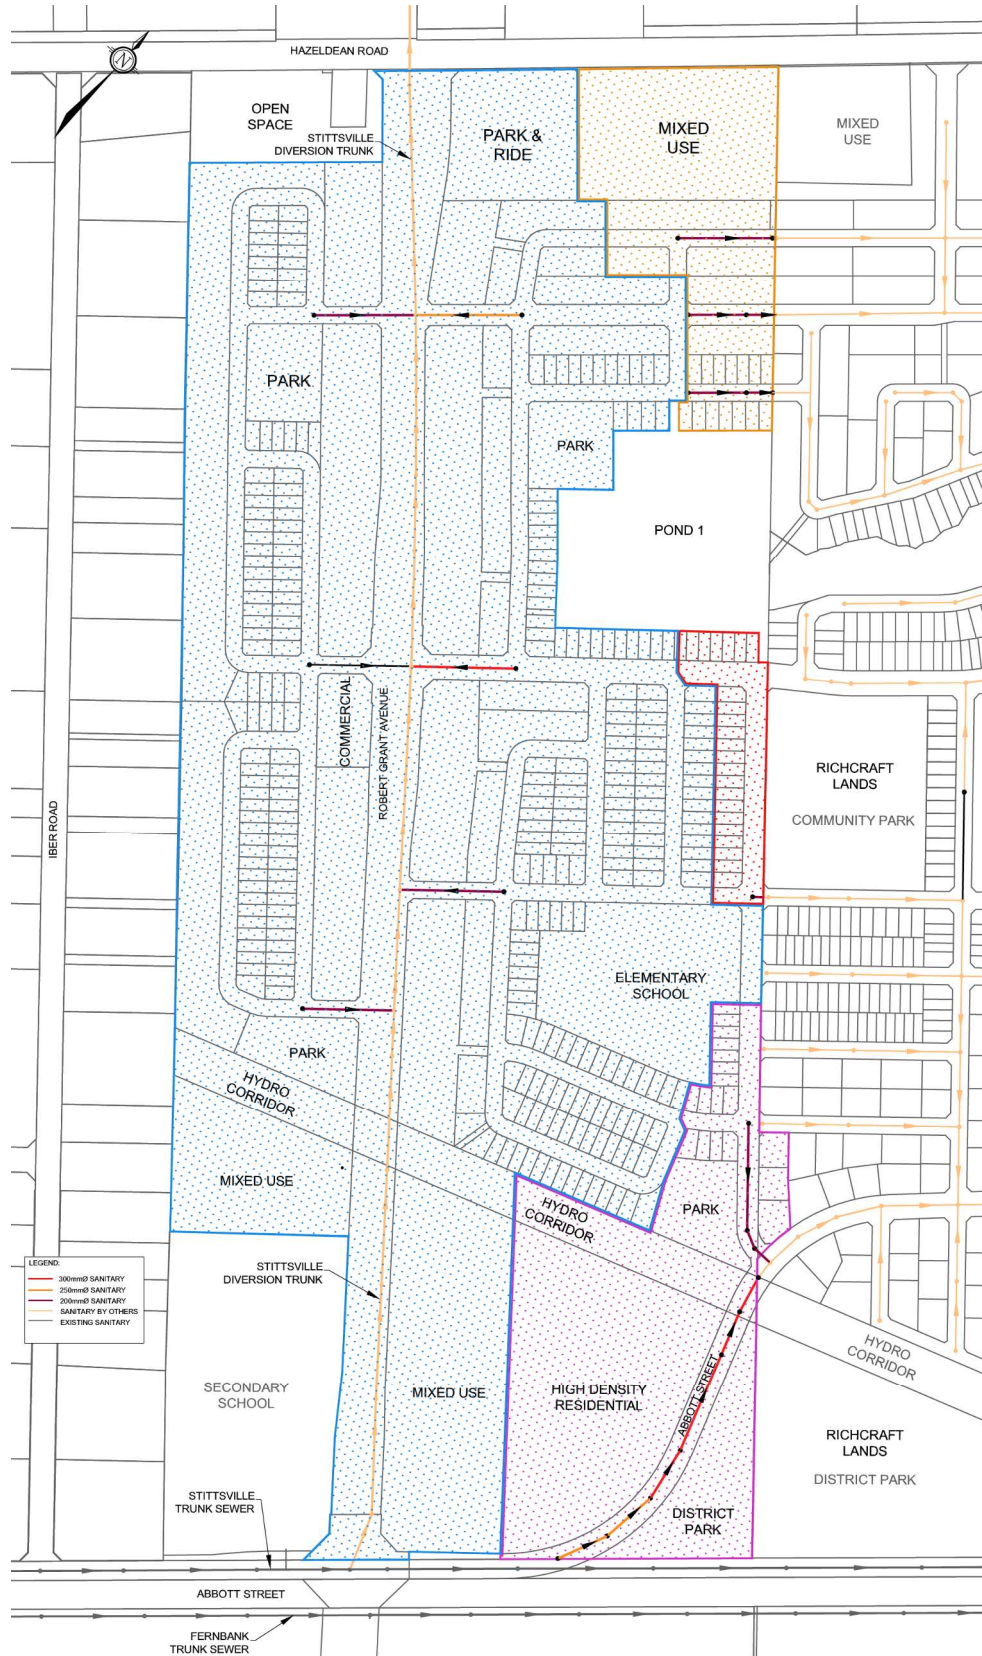 HAZELDEAN ROAD
N
OPEN
SPACE
STITTSVILLE
DIVERSION TRUNK
PARK &
RIDE
MIXED
USE
MIXED
USE
PARK
PARK
POND 1
COMMERCIAL
ROBERT GRANT AVENUE
IBER ROAD
RICHCRAFT
LANDS
COMMUNITY PARK
ELEMENTARY
SCHOOL
PARK
HYDRO
CORRIDOR
MIXED USE
HYDRO
CORRIDOR
PARK
STITTSVILLE
DIVERSION TRUNK
LEGEND:
300mmØ SANITARY
250mmØ SANITARY
200mmØ SANITARY
SANITARY BY OTHERS
EXISTING SANITARY
HYDRO
CORRIDOR
SECONDARY
SCHOOL
MIXED USE
HIGH DENSITY
RESIDENTIAL
ABBOTT STREET
RICHCRAFT
LANDS
DISTRICT PARK
STITTSVILLE
TRUNK SEWER
DISTRICT
PARK
ABBOTT STREET
FERNBANK
TRUNK SEWER